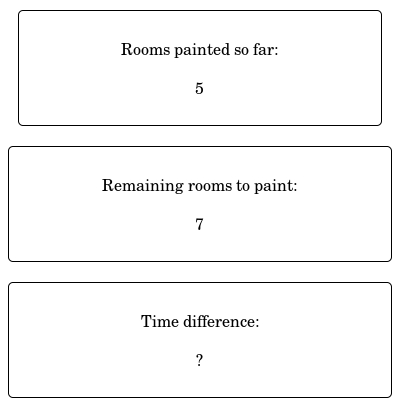 Rooms painted so far:
5
Remaining rooms to paint:
7
Time difference:
?